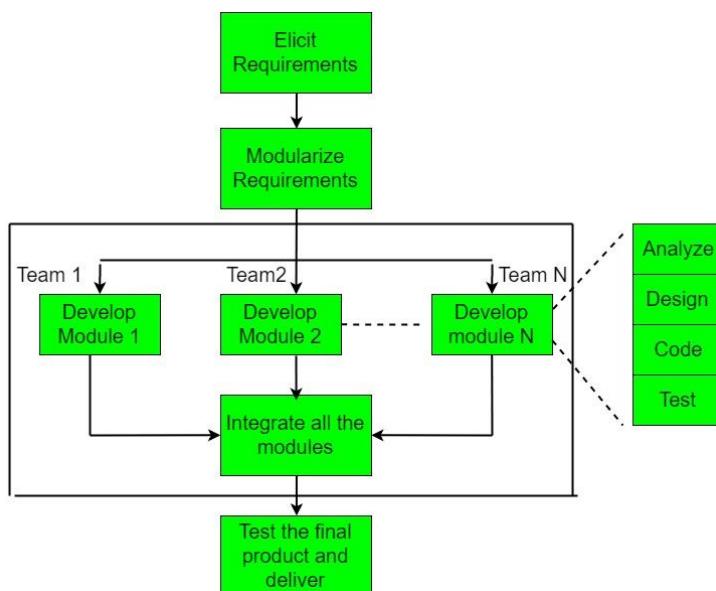 Elicit
Requirements
Modularize
Requirements
Team 1
Team2
Team N
Develop
Module 1
Develop
Module 2
Develop
module N
Analyze
Design
Code
Test
Integrate all the
modules
Test the final
product and
deliver